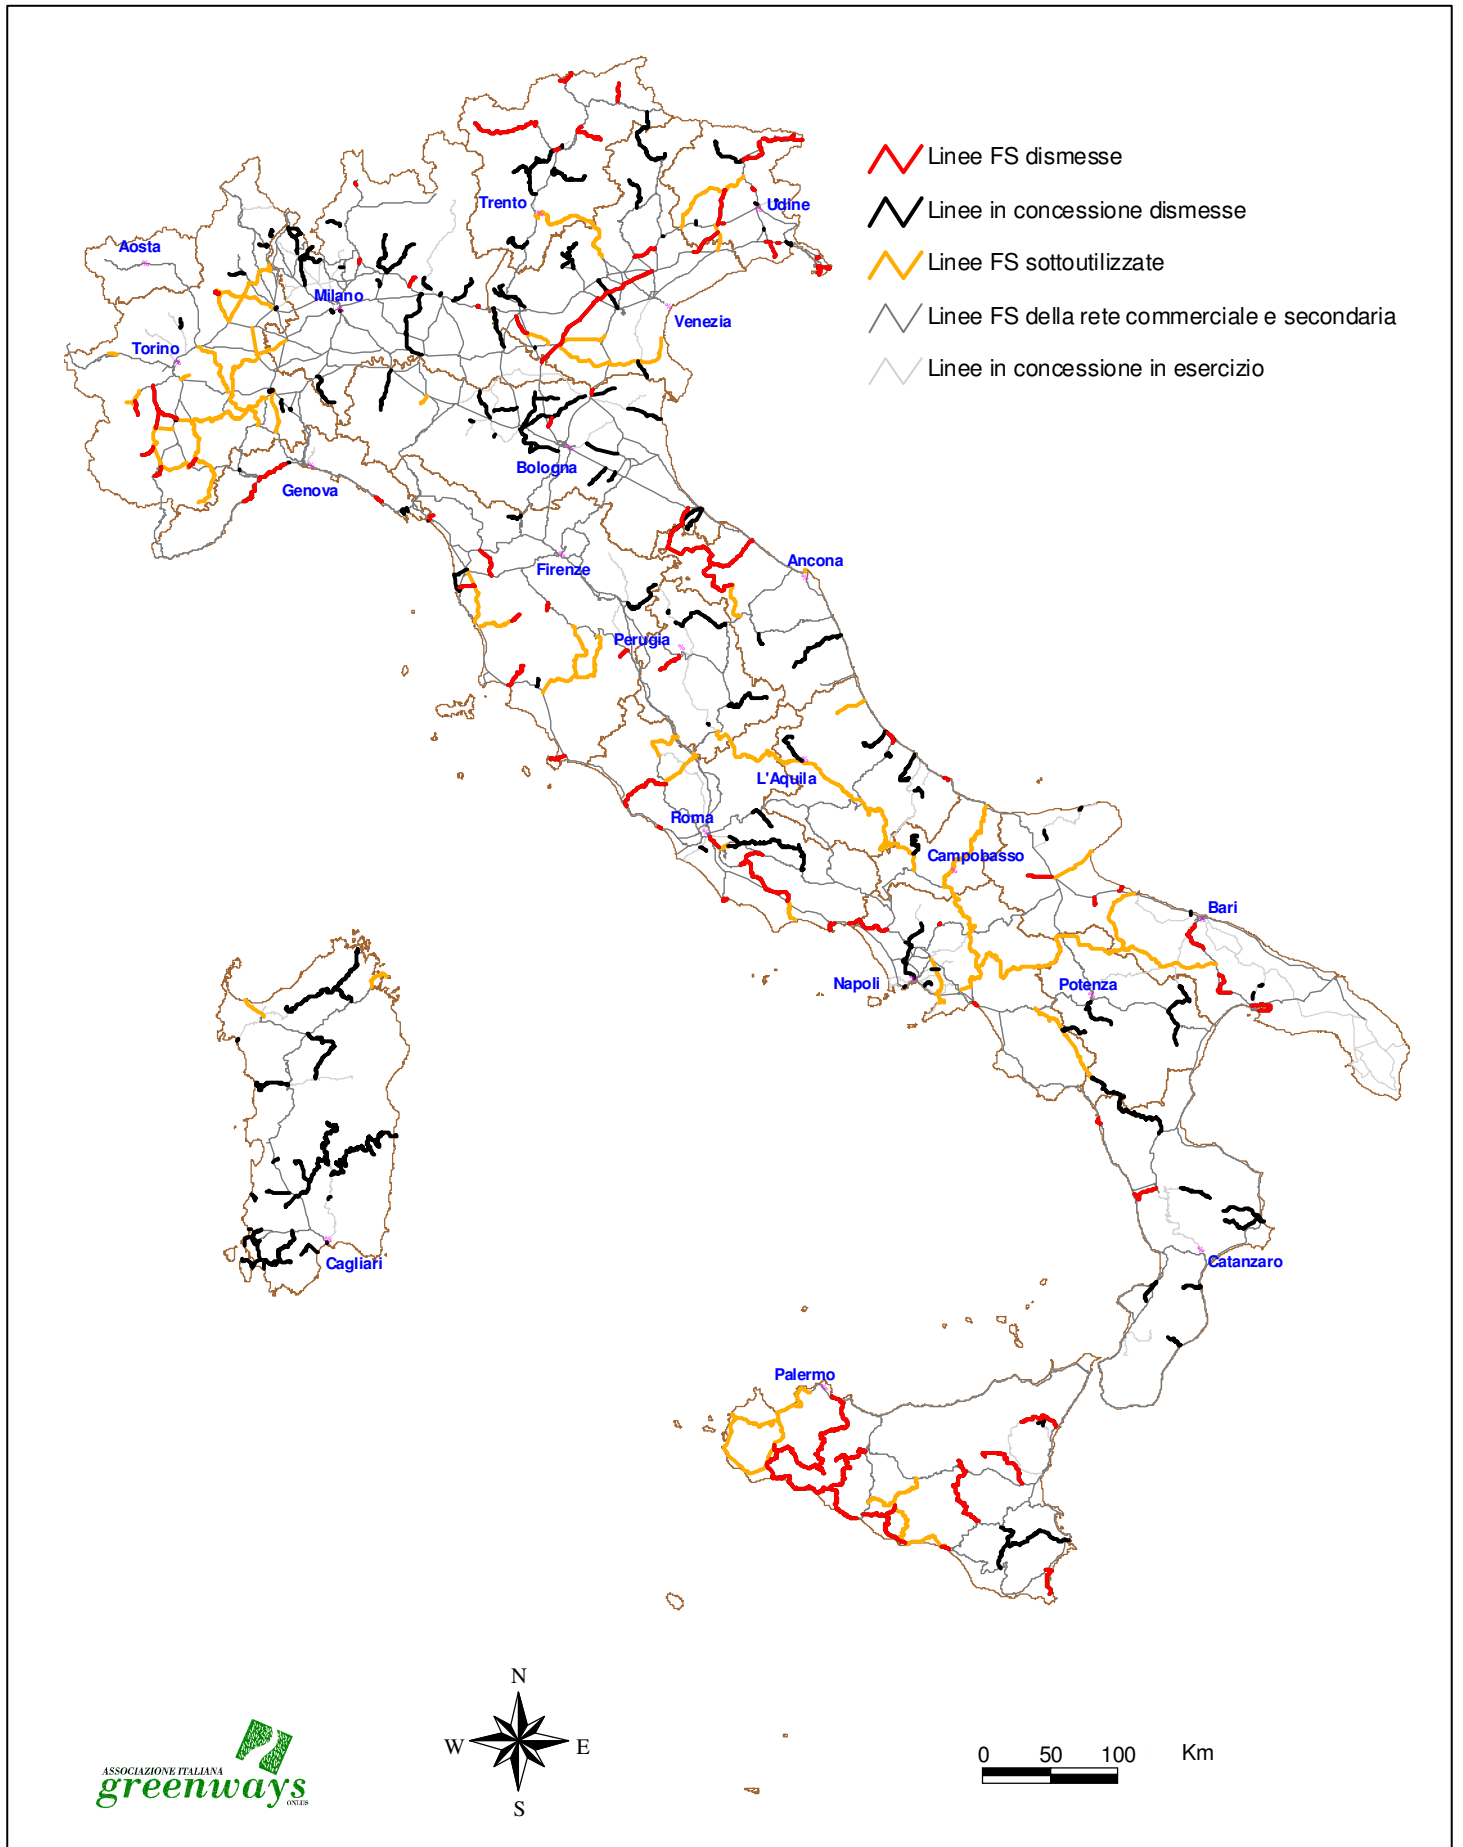 Linee FS dismesse
Linee in concessione dismesse
Linee FS sottoutilizzate
Linee FS della rete commerciale e secondaria
Linee in concessione in esercizio
Trento
Udine
Aosta
Milano
Venezia
Torino
Bologna
Genova
Firenze
Ancona
Perugia
L'Aquila
Roma
Campobasso
Bari
Napoli
Potenza
Cagliari
Catanzaro
Palermo
N
W E
S
0 50 100 Km
ASSOCIAZIONE ITALIANA
greenways
ONLUS